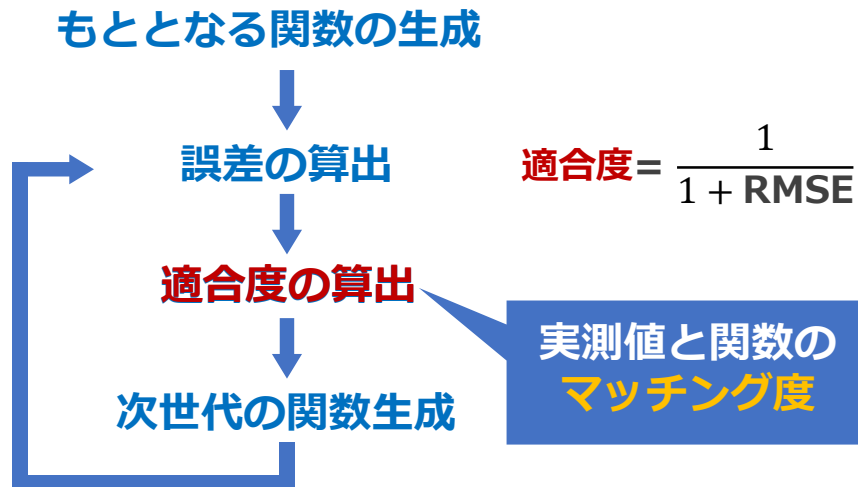 もととなる関数の生成
誤差の算出
適合度= 1 / (1 + RMSE)
適合度の算出
実測値と関数の
マッチング度
次世代の関数生成